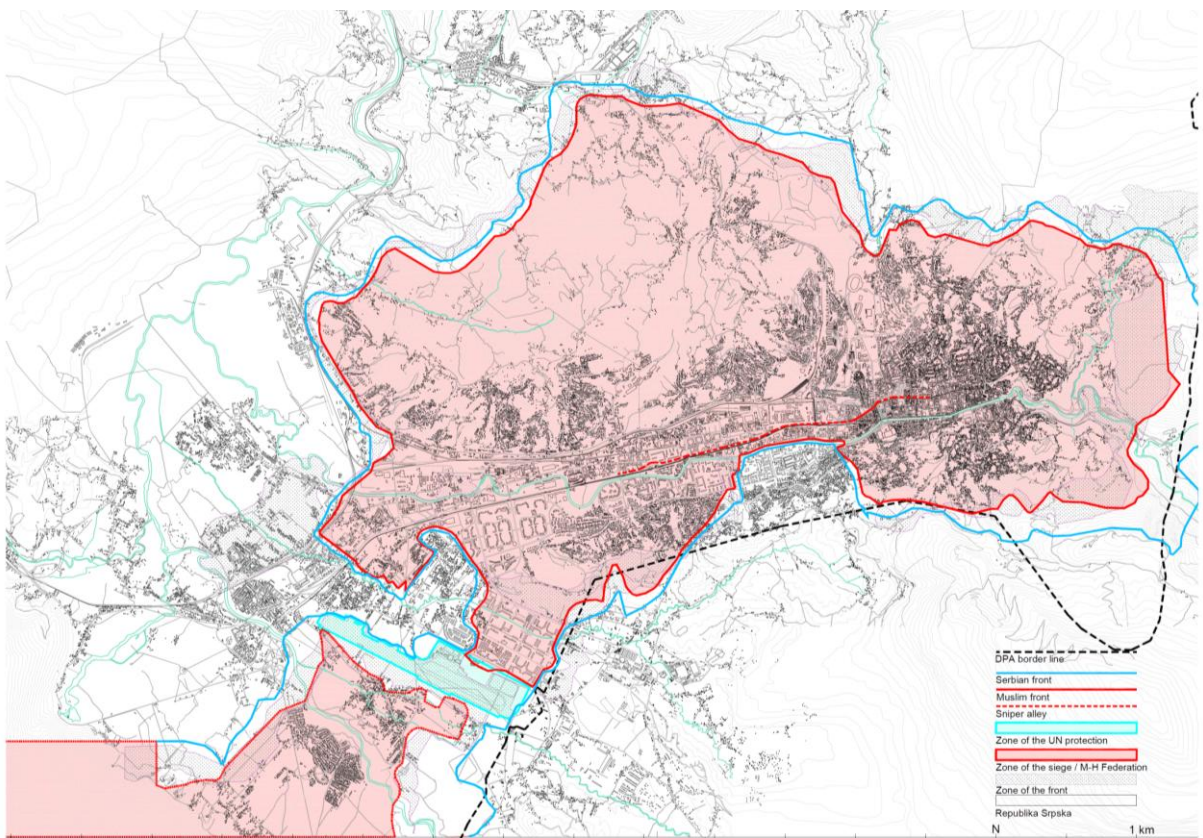 DPA border line
Serbian front
Muslim front
Sniper alley
Zone of the UN protection
Zone of the siege / M-H Federation
Zone of the front
Republika Srpska
N 1 km